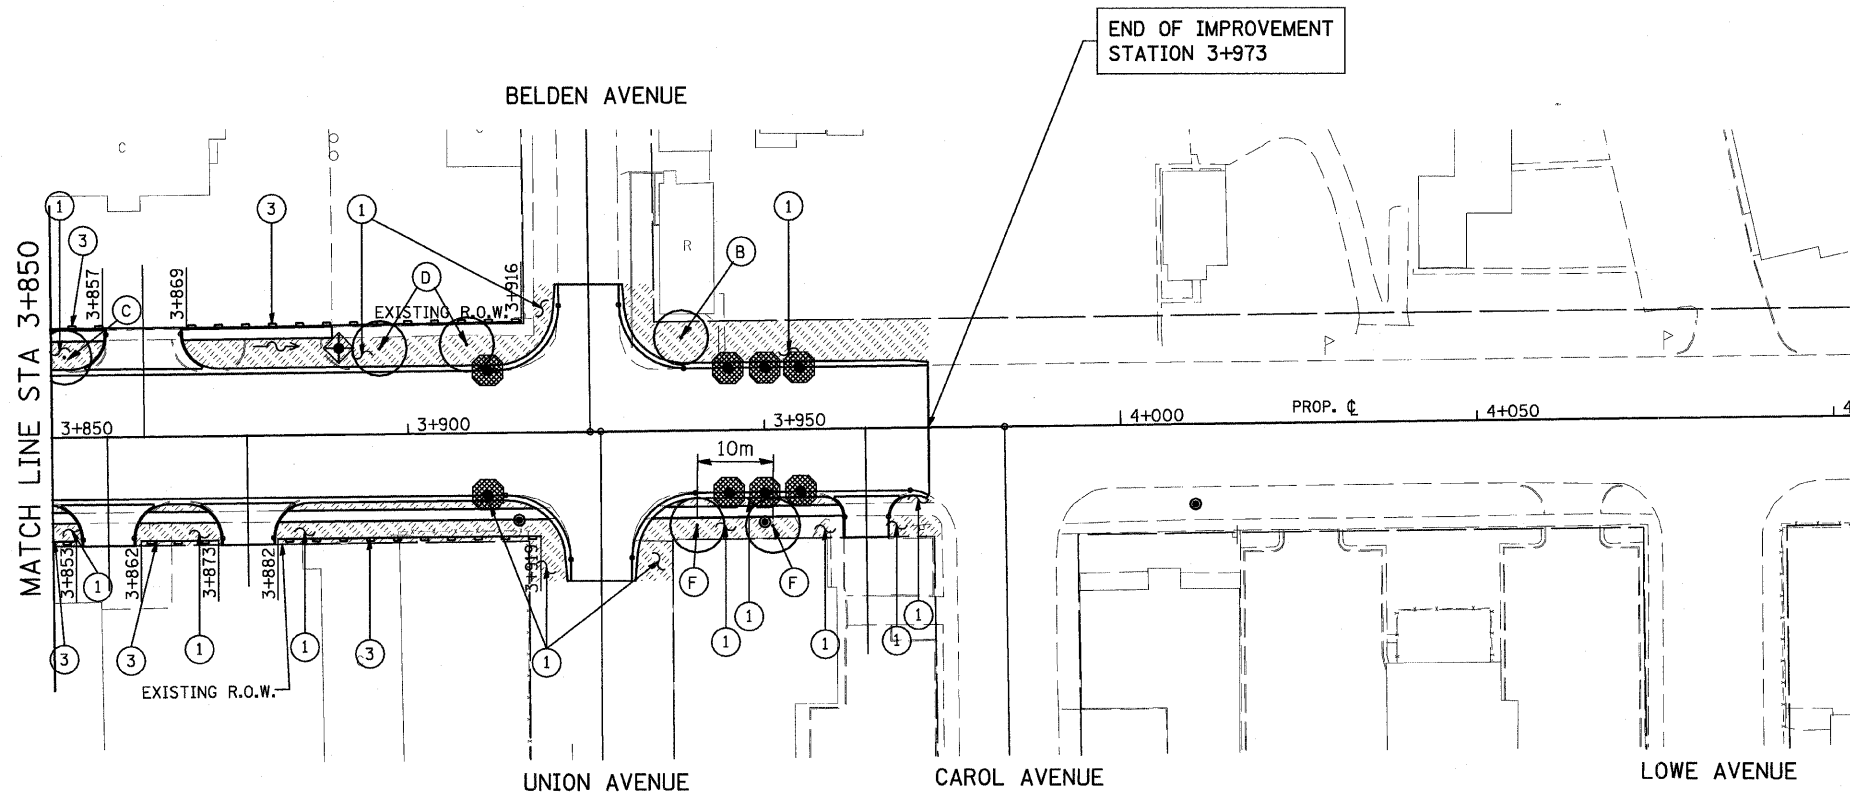 END OF IMPROVEMENT
STATION 3+973
BELDEN AVENUE
C
R
1
3
1
1
3
B
D
C
3+857
3+869
3+916
EXISTING R.O.W.
MATCH LINE STA 3+850
3+850
3+900
3+950
4+000
PROP. ℄
4+050
4
10m
3+853
3+862
3+873
3+882
3+919
1
F
F
1
3
3
1
1
3
1
1
1
1
1
1
EXISTING R.O.W.
UNION AVENUE
CAROL AVENUE
LOWE AVENUE